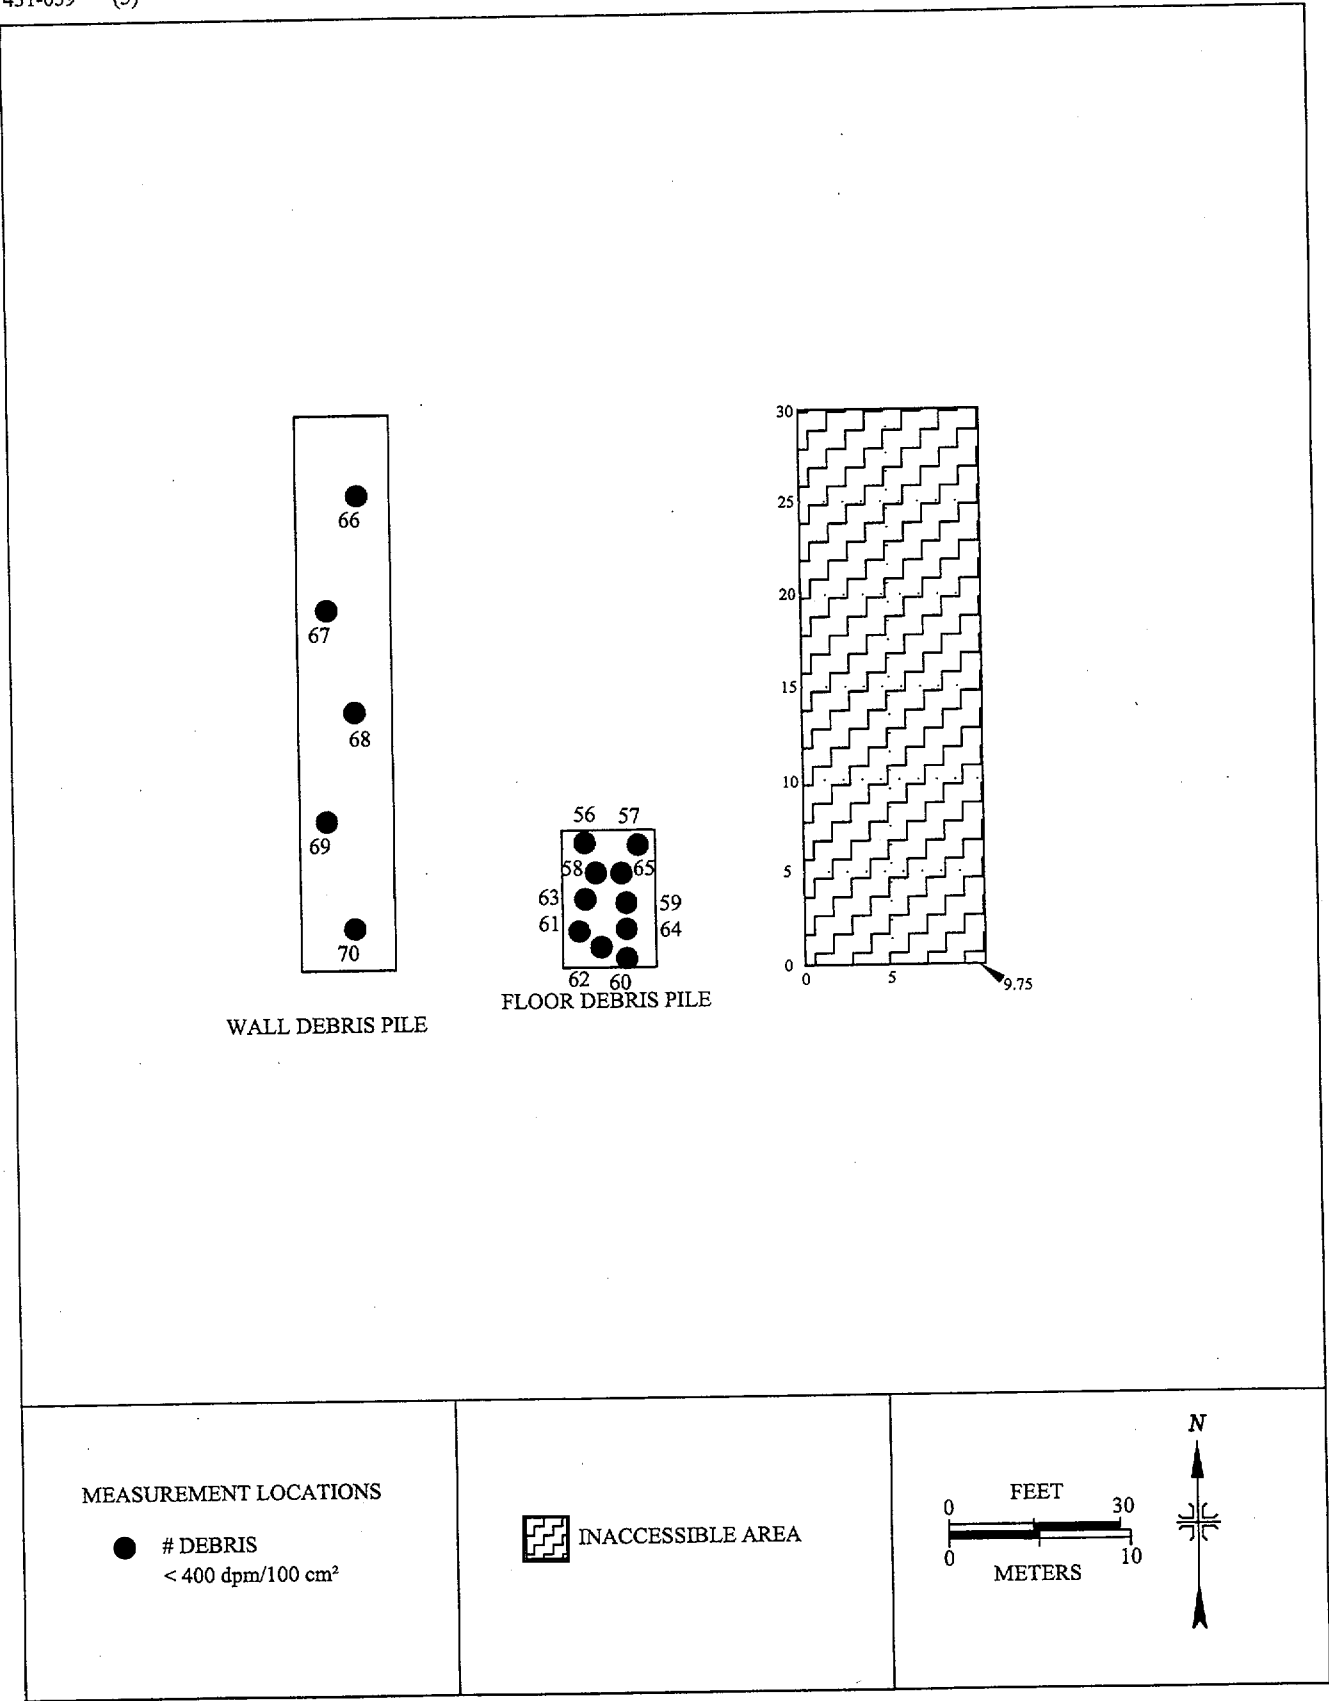 30
25
20
15
10
5
0
0 5 9.75
66
67
68
69
70
WALL DEBRIS PILE
56 57
58 65
63 59
61 64
62 60
FLOOR DEBRIS PILE
MEASUREMENT LOCATIONS
# DEBRIS
< 400 dpm/100 cm²
INACCESSIBLE AREA
FEET
0 30
0 10
METERS
N